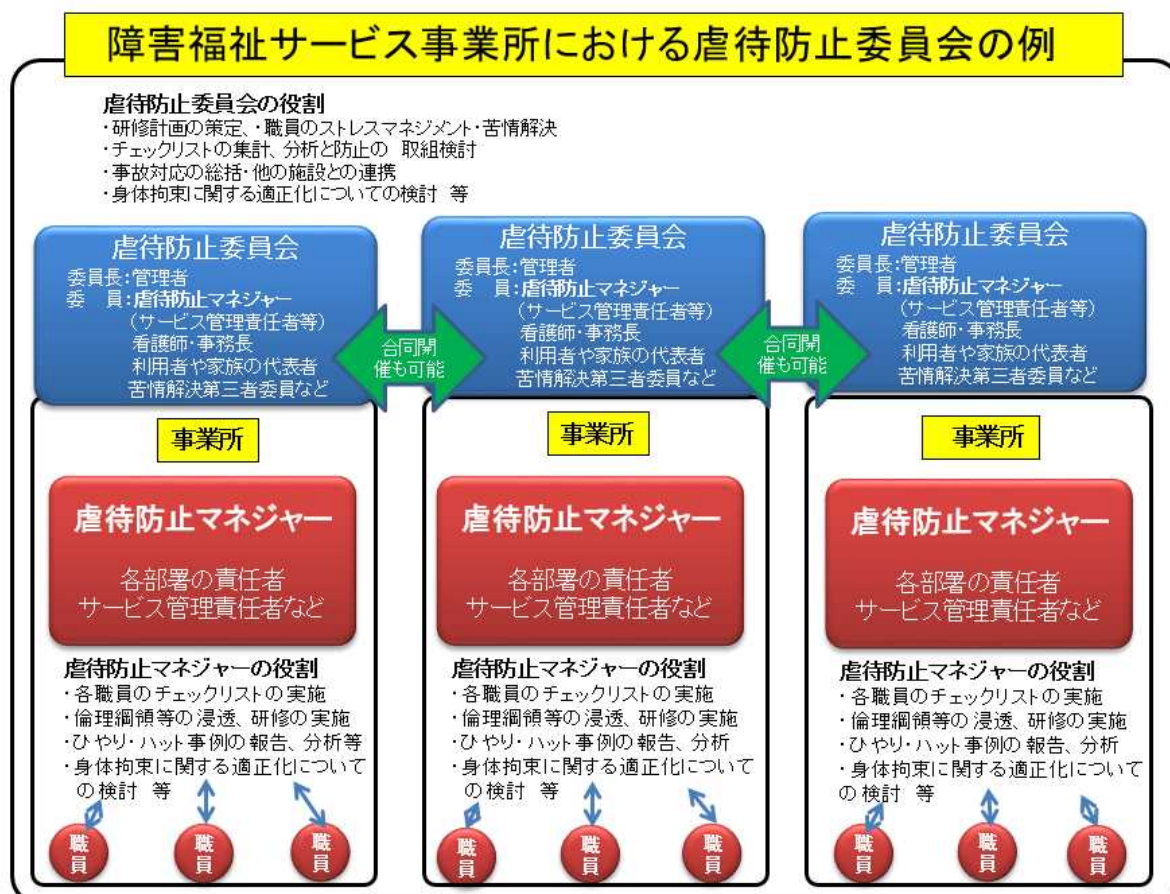 障害福祉サービス事業所における虐待防止委員会の例
虐待防止委員会の役割
・研修計画の策定、・職員のストレスマネジメント・苦情解決
・チェックリストの集計、分析と防止の 取組検討
・事故対応の総括・他の施設との連携
・身体拘束に関する適正化についての検討 等
虐待防止委員会
委員長:管理者
委 員:虐待防止マネジャー
(サービス管理責任者等)
看護師・事務長
利用者や家族の代表者
苦情解決第三者委員など
合同開
催も可能
虐待防止委員会
委員長:管理者
委 員:虐待防止マネジャー
(サービス管理責任者等)
看護師・事務長
利用者や家族の代表者
苦情解決第三者委員など
合同開
催も可能
虐待防止委員会
委員長:管理者
委 員:虐待防止マネジャー
(サービス管理責任者等)
看護師・事務長
利用者や家族の代表者
苦情解決第三者委員など
事業所
虐待防止マネジャー
各部署の責任者
サービス管理責任者など
虐待防止マネジャーの役割
・各職員のチェックリストの実施
・倫理綱領等の浸透、研修の実施
・ひやり・ハット事例の報告、分析等
・身体拘束に関する適正化について
の検討 等
職員
職員
職員
事業所
虐待防止マネジャー
各部署の責任者
サービス管理責任者など
虐待防止マネジャーの役割
・各職員のチェックリストの実施
・倫理綱領等の浸透、研修の実施
・ひやり・ハット事例の報告、分析
・身体拘束に関する適正化について
の検討 等
職員
職員
職員
事業所
虐待防止マネジャー
各部署の責任者
サービス管理責任者など
虐待防止マネジャーの役割
・各職員のチェックリストの実施
・倫理綱領等の浸透、研修の実施
・ひやり・ハット事例の報告、分析
・身体拘束に関する適正化について
の検討 等
職員
職員
職員